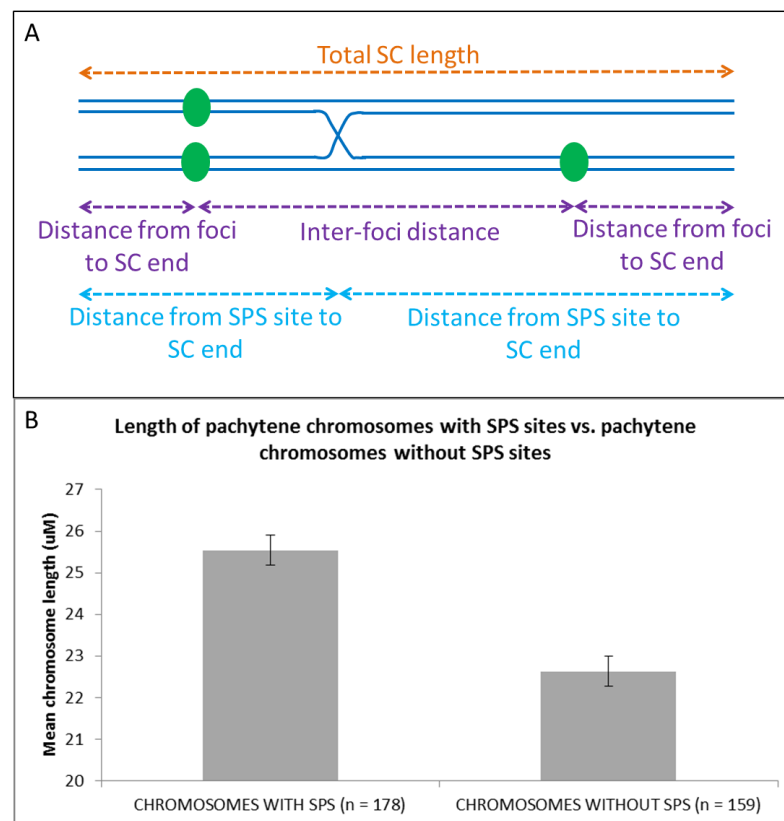 A
Total SC length
Distance from foci
to SC end
Inter-foci distance
Distance from foci
to SC end
Distance from SPS site to
SC end
Distance from SPS site to
SC end
B
Length of pachytene chromosomes with SPS sites vs. pachytene
chromosomes without SPS sites
Mean chromosome length (uM)
27
26
25
24
23
22
21
20
CHROMOSOMES WITH SPS (n = 178)
CHROMOSOMES WITHOUT SPS (n = 159)